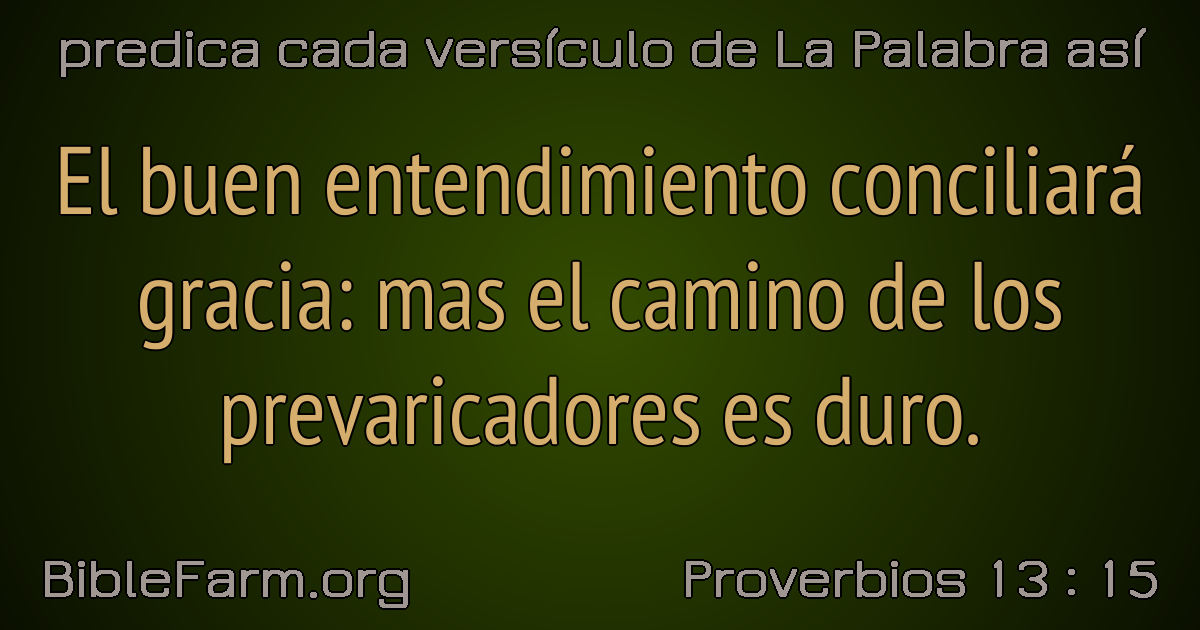 predica cada versículo de La Palabra así
El buen entendimiento conciliará
gracia: mas el camino de los
prevaricadores es duro.
BibleFarm.org
Proverbios 13 : 15